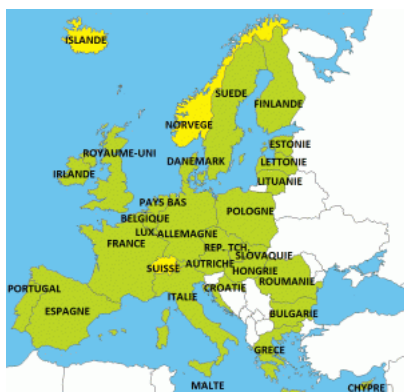 ISLANDE
SUEDE
FINLANDE
NORVEGE
ESTONIE
ROYAUME-UNI
DANEMARK
LETTONIE
IRLANDE
LITUANIE
PAYS BAS
POLOGNE
BELGIQUE
LUX.
ALLEMAGNE
FRANCE
REP. TCH.
SLOVAQUIE
SUISSE
AUTRICHE
HONGRIE
CROATIE
ROUMANIE
PORTUGAL
ITALIE
ESPAGNE
BULGARIE
GRECE
MALTE
CHYPRE